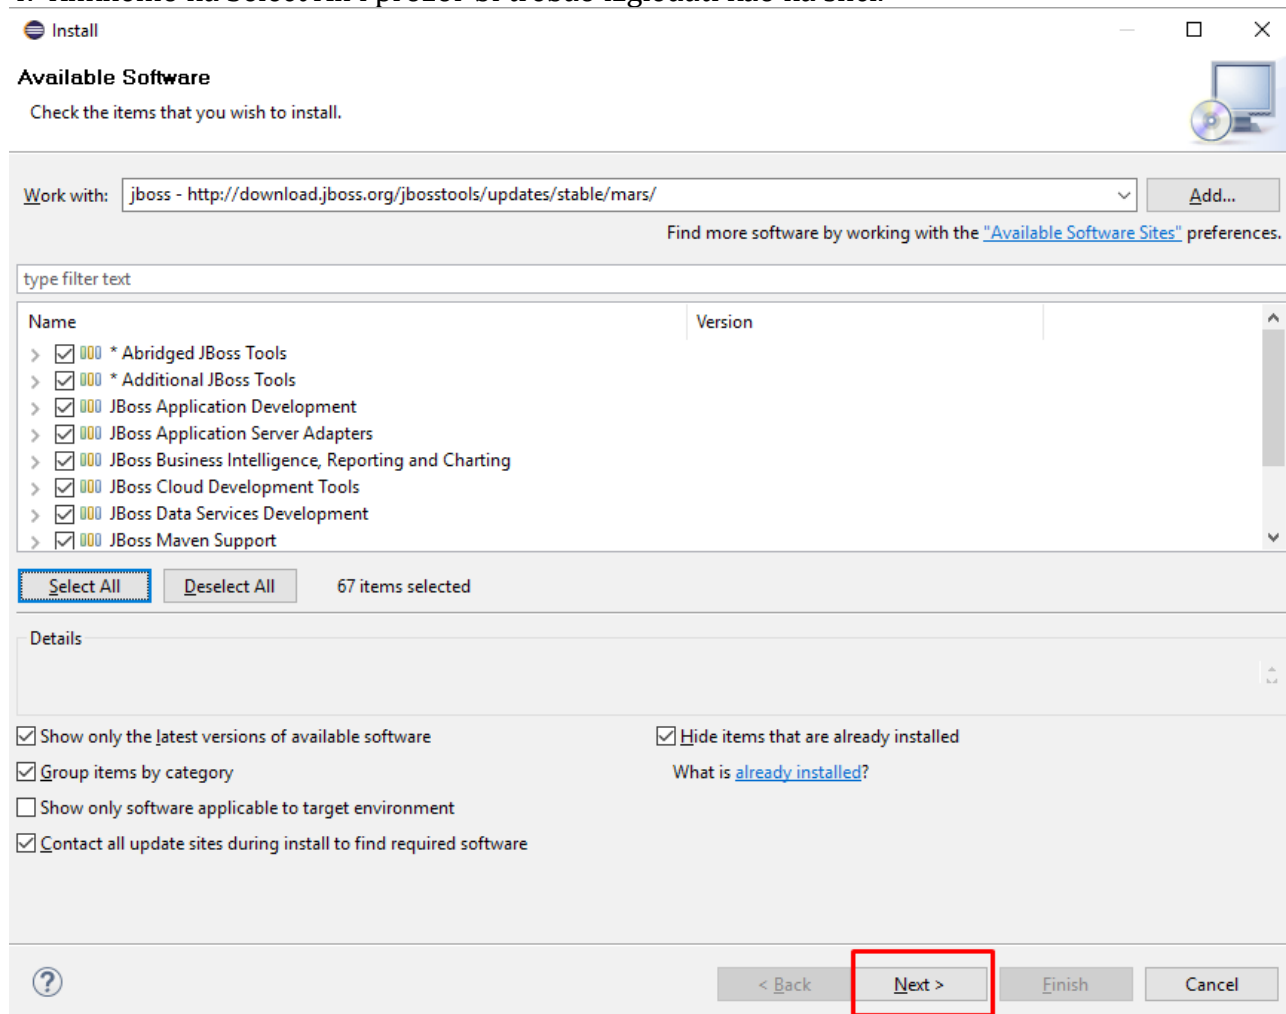 Install
Available Software
Check the items that you wish to install.
Work with: jboss - http://download.jboss.org/jbosstools/updates/stable/mars/ Add...
Find more software by working with the "Available Software Sites" preferences.
type filter text
Name Version
* Abridged JBoss Tools
* Additional JBoss Tools
JBoss Application Development
JBoss Application Server Adapters
JBoss Business Intelligence, Reporting and Charting
JBoss Cloud Development Tools
JBoss Data Services Development
JBoss Maven Support
Select All Deselect All 67 items selected
Details
Show only the latest versions of available software Hide items that are already installed
Group items by category What is already installed?
Show only software applicable to target environment
Contact all update sites during install to find required software
? < Back Next > Finish Cancel